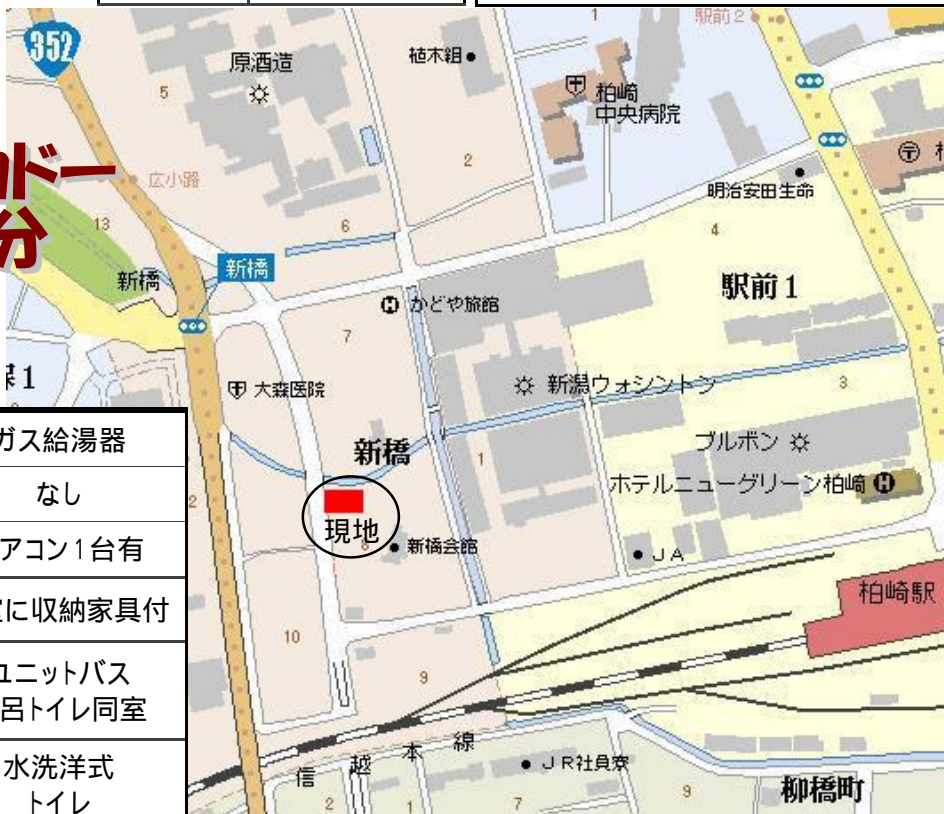 352
原酒造
植木組
1
駅前2
5
柏崎
中央病院
2
ドー
分
広小路
明治安田生命
13
6
4
新橋
新橋
駅前1
かどや旅館
7
保1
大森医院
新潟ウォシントン
3
新橋
1
ブルボン
ホテルニューグリーン柏崎
ガス給湯器
なし
2
現地
8
新橋会館
アコン1台有
JA
柏崎駅
室に収納家具付
10
9
ユニットバス
呂トイレ同室
信越本線
JR社員寮
水洗洋式
トイレ
2
1
7
9
柳橋町